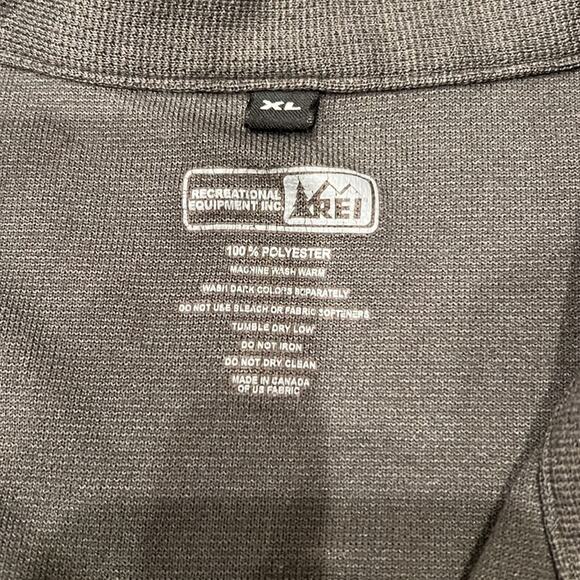 XL
RECREATIONAL
EQUIPMENT INC
REI
100% POLYESTER
MACHINE WASH WARM
WASH DARK COLORS SEPARATELY
DO NOT USE BLEACH OR FABRIC SOFTENERS
TUMBLE DRY LOW
DO NOT IRON
DO NOT DRY CLEAN
MADE IN CANADA
OF US FABRIC